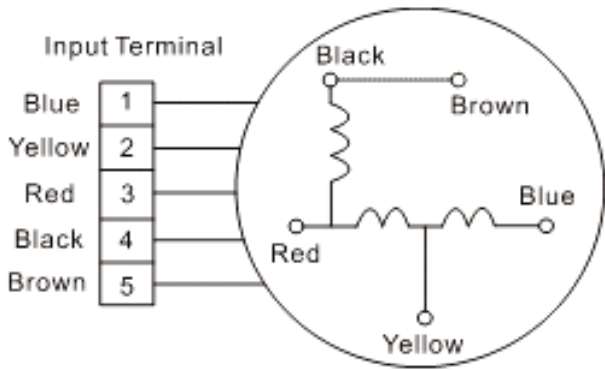 Input Terminal
Blue 1
Yellow 2
Red 3
Black 4
Brown 5
Black
Brown
Blue
Red
Yellow